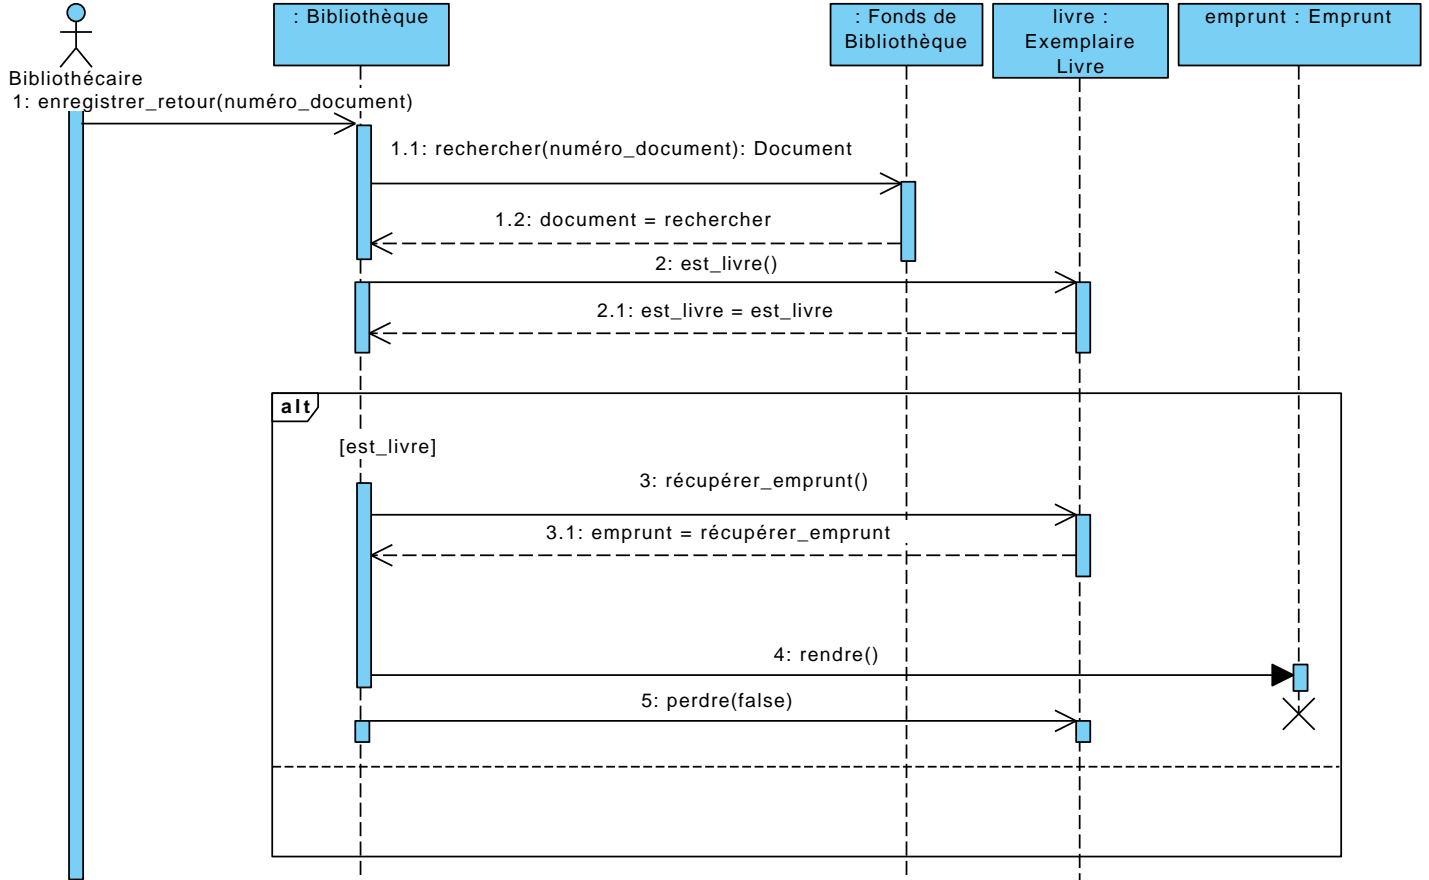 : Bibliothèque
: Fonds de
Bibliothèque
livre :
Exemplaire
Livre
emprunt : Emprunt
Bibliothécaire
1: enregistrer_retour(numéro_document)
1.1: rechercher(numéro_document): Document
1.2: document = rechercher
2: est_livre()
2.1: est_livre = est_livre
alt
[est_livre]
3: récupérer_emprunt()
3.1: emprunt = récupérer_emprunt
4: rendre()
5: perdre(false)